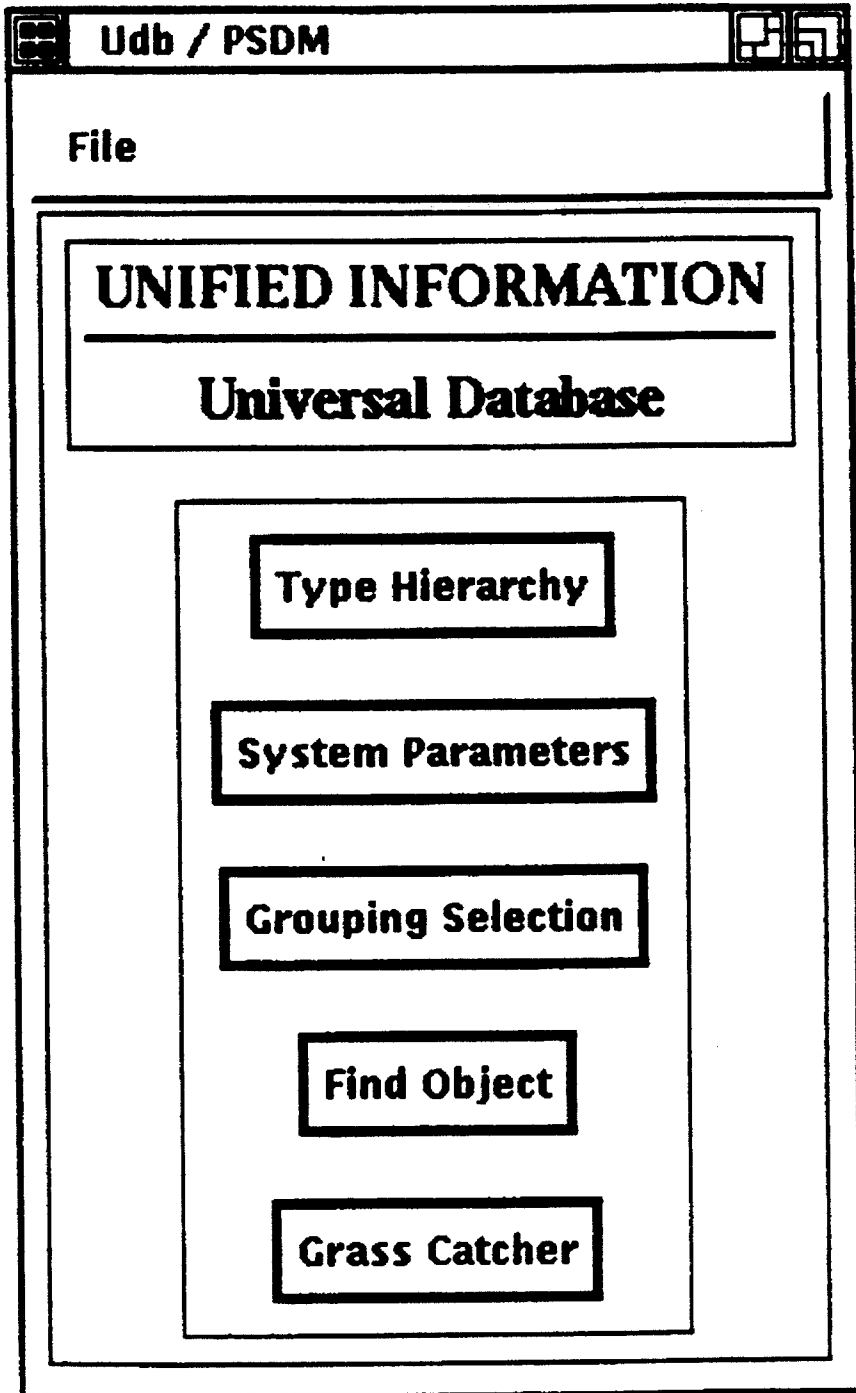 Udb / PSDM
File
UNIFIED INFORMATION
Universal Database
Type Hierarchy
System Parameters
Grouping Selection
Find Object
Grass Catcher